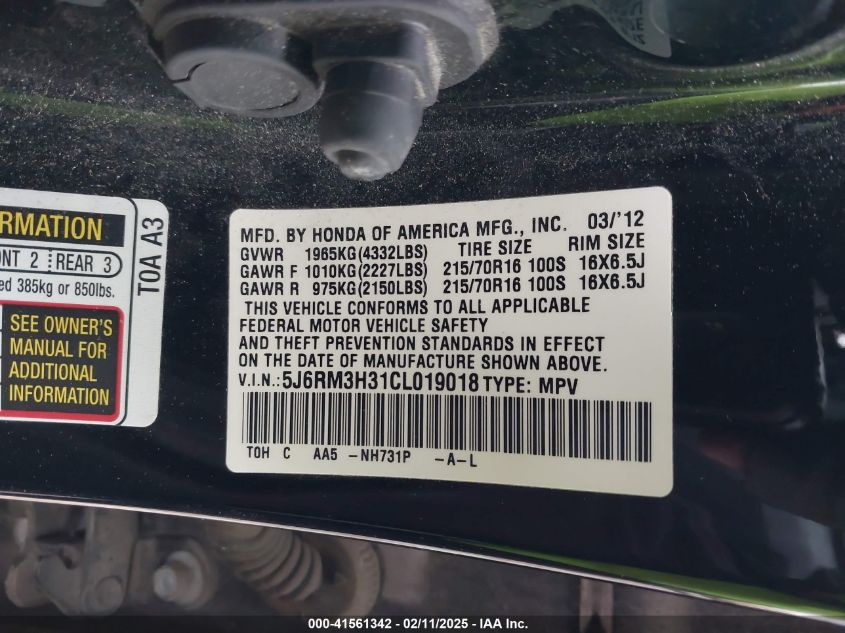 RMATION
NT 2 REAR 3
ed 385kg or 850lbs.
SEE OWNER'S
MANUAL FOR
ADDITIONAL
INFORMATION
T0A A3
MFD. BY HONDA OF AMERICA MFG., INC. 03/'12
GVWR 1965KG(4332LBS) TIRE SIZE RIM SIZE
GAWR F 1010KG(2227LBS) 215/70R16 100S 16X6.5J
GAWR R 975KG(2150LBS) 215/70R16 100S 16X6.5J
THIS VEHICLE CONFORMS TO ALL APPLICABLE
FEDERAL MOTOR VEHICLE SAFETY
AND THEFT PREVENTION STANDARDS IN EFFECT
ON THE DATE OF MANUFACTURE SHOWN ABOVE.
V.I.N.:5J6RM3H31CL019018 TYPE: MPV
T0H C AA5 -NH731P -A-L
000-41561342 / 02/11/2025 - IAA Inc.